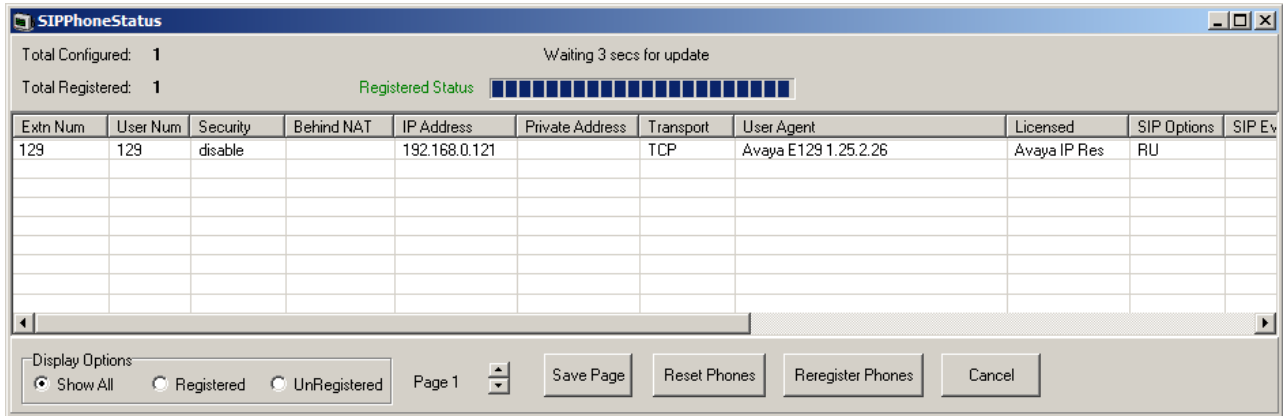 SIPPhoneStatus
Total Configured: 1 Waiting 3 secs for update
Total Registered: 1 Registered Status
Extn Num User Num Security Behind NAT IP Address Private Address Transport User Agent Licensed SIP Options SIP Ev
129 129 disable 192.168.0.121 TCP Avaya E129 1.25.2.26 Avaya IP Res RU
Display Options
Show All Registered UnRegistered Page 1 Save Page Reset Phones Reregister Phones Cancel